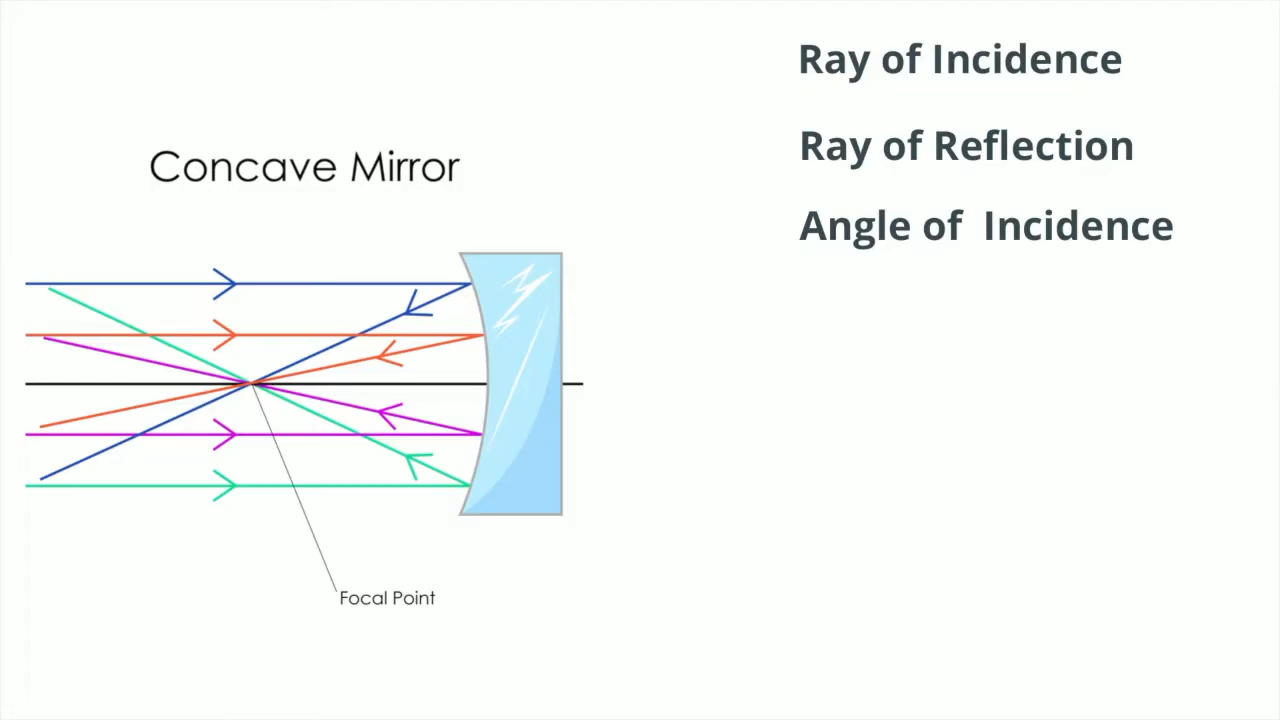 Ray of Incidence
Ray of Reflection
Concave Mirror
Angle of Incidence
Focal Point